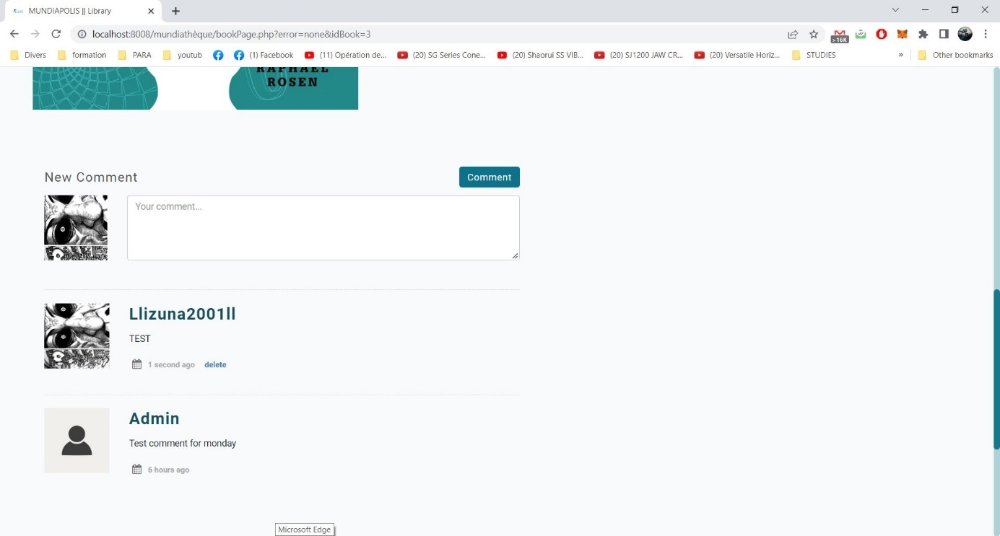 MUNDIAPOLIS || Library
localhost:8008/mundiathèque/bookPage.php?error=none&idBook=3
>16K
Divers formation PARA youtub (1) Facebook (11) Opération de... (20) SG Series Cone... (20) Shaorui SS VIB... (20) SJ1200 JAW CR... (20) Versatile Horiz... STUDIES » Other bookmarks
RAPHAEL
ROSEN
New Comment Comment
Your comment...
Llizuna2001ll
TEST
1 second ago delete
Admin
Test comment for monday
6 hours ago
Microsoft Edge